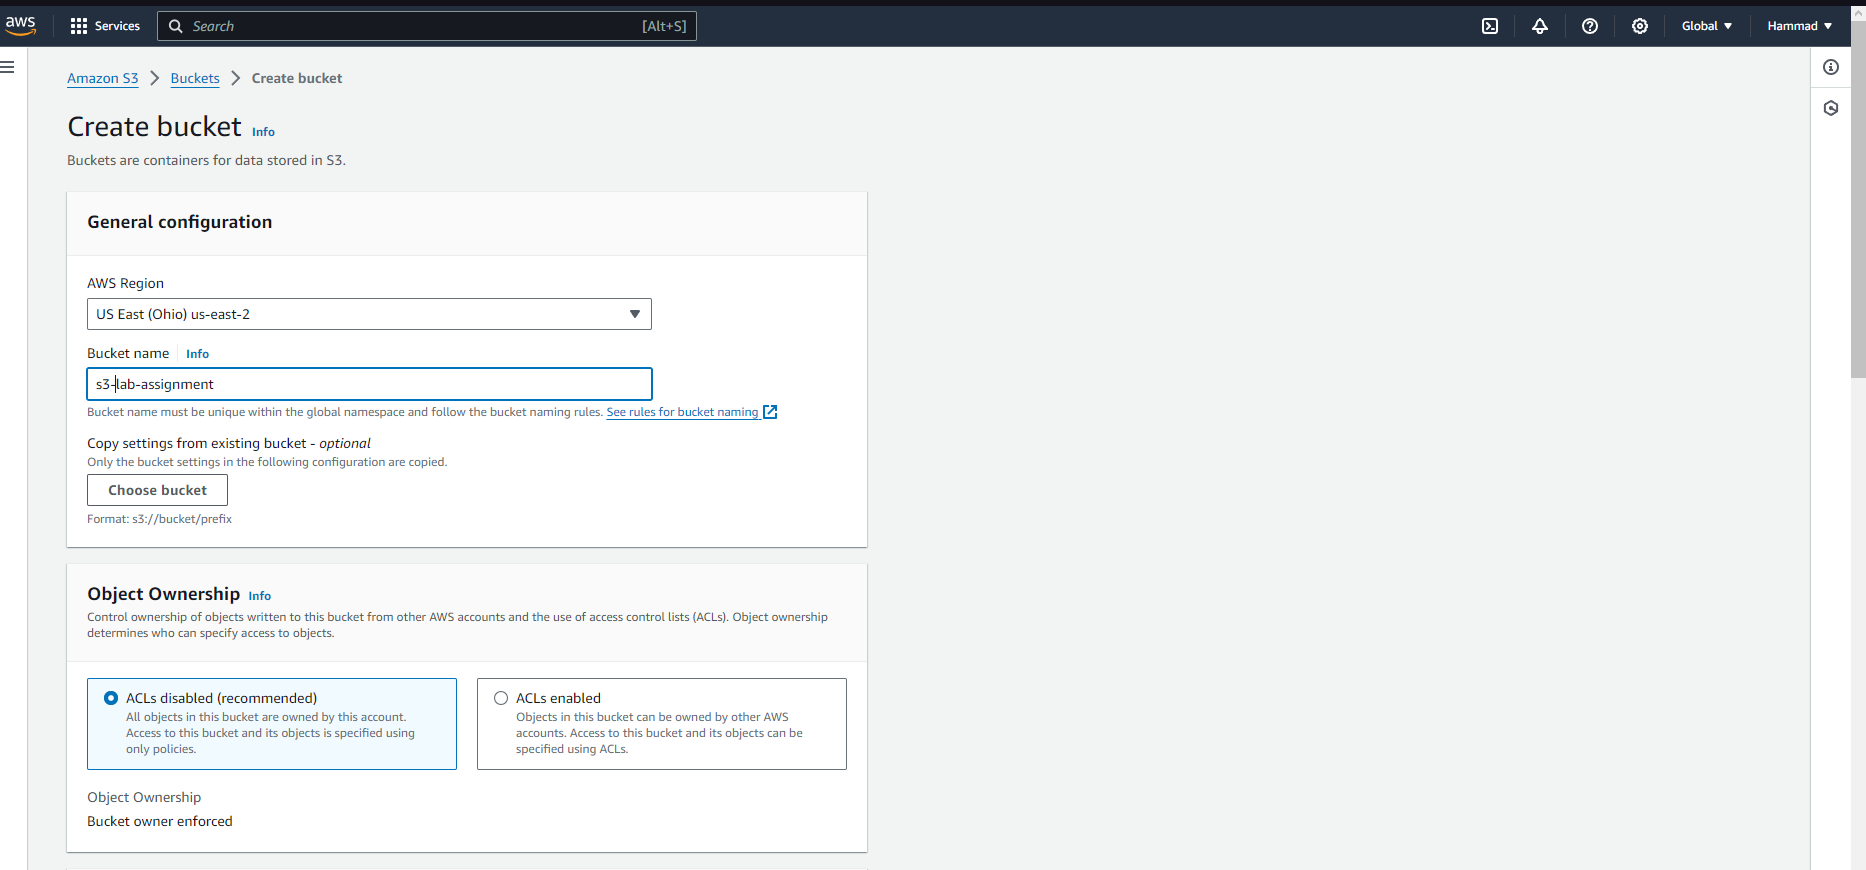 aws
Services
Search
[Alt+S]
Global
Hammad
Amazon S3
Buckets
Create bucket
Create bucket Info
Buckets are containers for data stored in S3.
General configuration
AWS Region
US East (Ohio) us-east-2
Bucket name
Info
s3-lab-assignment
Bucket name must be unique within the global namespace and follow the bucket naming rules. See rules for bucket naming
Copy settings from existing bucket - optional
Only the bucket settings in the following configuration are copied.
Choose bucket
Format: s3://bucket/prefix
Object Ownership Info
Control ownership of objects written to this bucket from other AWS accounts and the use of access control lists (ACLs). Object ownership
determines who can specify access to objects.
ACLs disabled (recommended)
All objects in this bucket are owned by this account.
Access to this bucket and its objects is specified using
only policies.
ACLs enabled
Objects in this bucket can be owned by other AWS
accounts. Access to this bucket and its objects can be
specified using ACLs.
Object Ownership
Bucket owner enforced